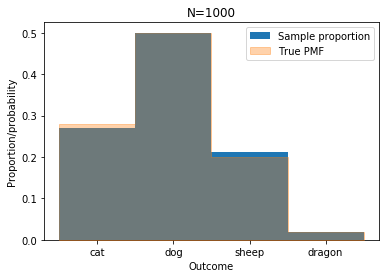 N=1000
Sample proportion
True PMF
Proportion/probability
0.5
0.4
0.3
0.2
0.1
0.0
cat dog sheep dragon
Outcome